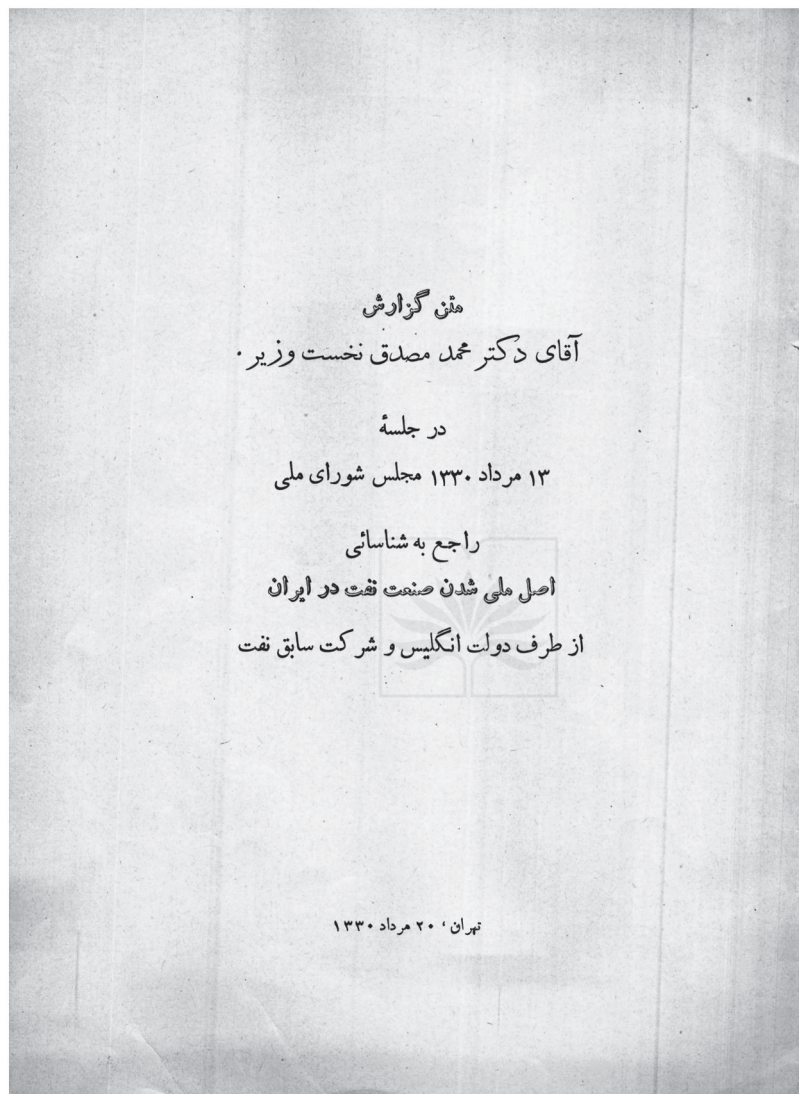 متن گزارش
آقای دکتر محمد مصدق نخست وزیر .
در جلسهٔ
۱۳ مرداد ۱۳۳۰ مجلس شورای ملی
راجع به شناسائی
اصل ملی شدن صنعت نفت در ایران
از طرف دولت انگلیس و شرکت سابق نفت
تهران ، ۲۰ مرداد ۱۳۳۰